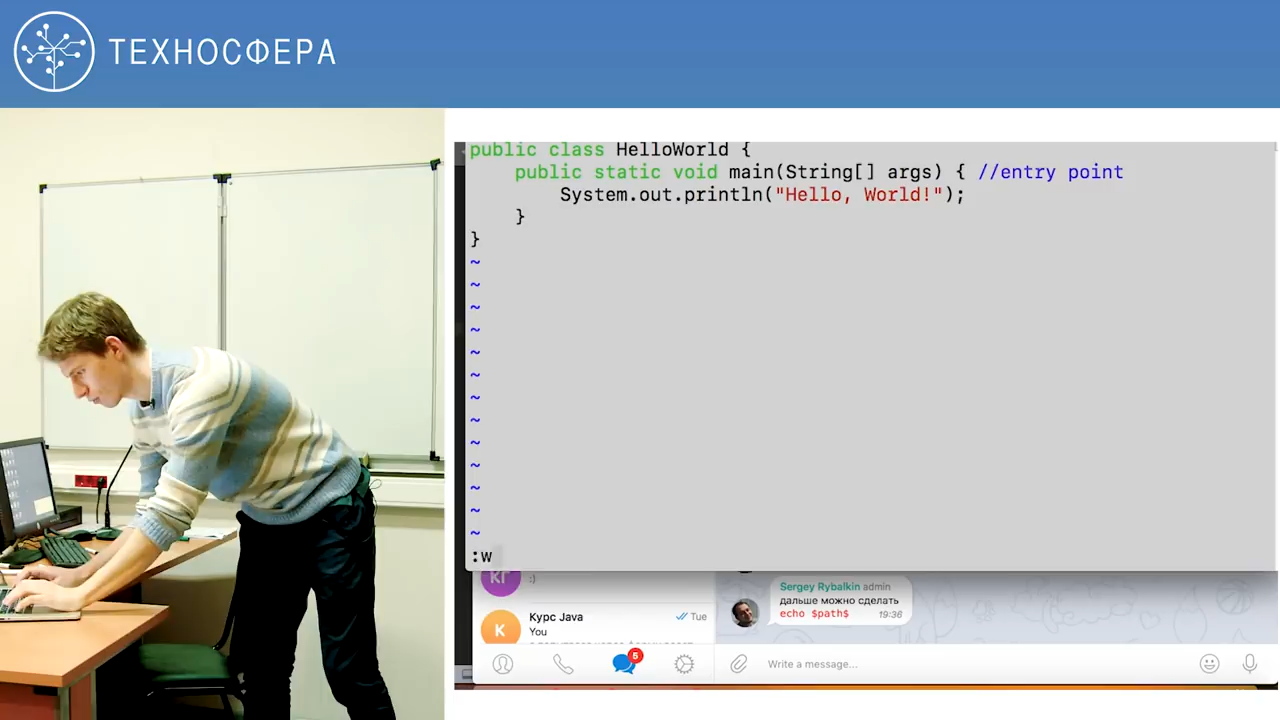 ТЕХНОСФЕРА
public class HelloWorld {
public static void main(String[] args) { //entry point
System.out.println("Hello, World!");
}
}
~
~
~
~
~
~
~
~
~
~
~
~
~
:w
КГ
:)
К
Курс Java
Tue
You
5
Sergey Rybalkin admin
дальше можно сделать
echo $path$
19:36
Write a message...